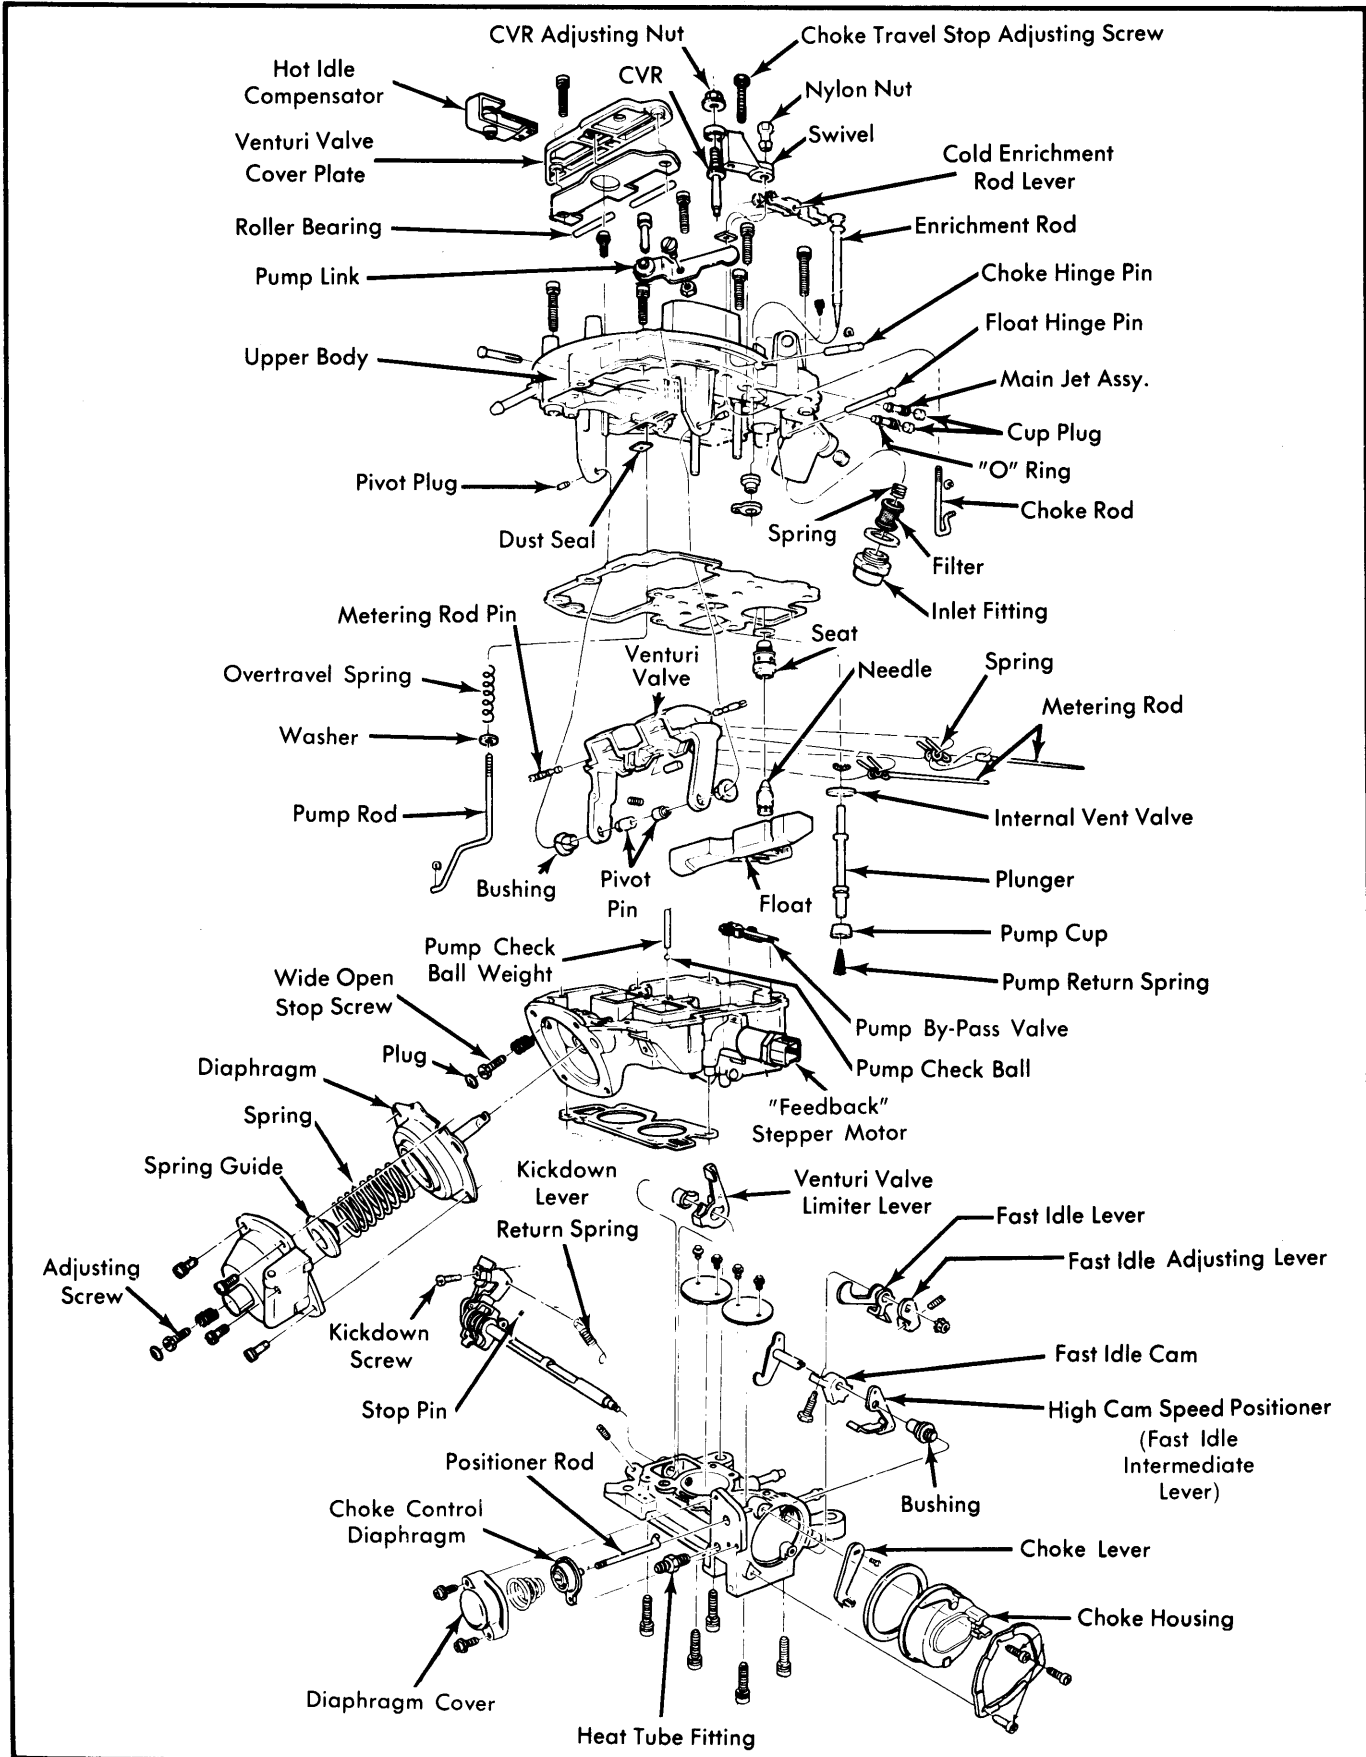 CVR Adjusting Nut
Choke Travel Stop Adjusting Screw
Hot Idle
Compensator
CVR
Nylon Nut
Venturi Valve
Cover Plate
Swivel
Cold Enrichment
Rod Lever
Roller Bearing
Enrichment Rod
Pump Link
Choke Hinge Pin
Float Hinge Pin
Upper Body
Main Jet Assy.
Cup Plug
"O" Ring
Pivot Plug
Choke Rod
Dust Seal
Spring
Filter
Inlet Fitting
Metering Rod Pin
Seat
Venturi
Valve
Needle
Spring
Overtravel Spring
Metering Rod
Washer
Pump Rod
Internal Vent Valve
Bushing
Pivot
Pin
Float
Plunger
Pump Cup
Pump Check
Ball Weight
Wide Open
Stop Screw
Pump Return Spring
Pump By-Pass Valve
Plug
Diaphragm
Pump Check Ball
"Feedback"
Stepper Motor
Spring
Spring Guide
Kickdown
Lever
Return Spring
Venturi Valve
Limiter Lever
Fast Idle Lever
Fast Idle Adjusting Lever
Adjusting
Screw
Kickdown
Screw
Fast Idle Cam
Stop Pin
High Cam Speed Positioner
(Fast Idle
Intermediate
Lever)
Positioner Rod
Bushing
Choke Control
Diaphragm
Choke Lever
Choke Housing
Diaphragm Cover
Heat Tube Fitting